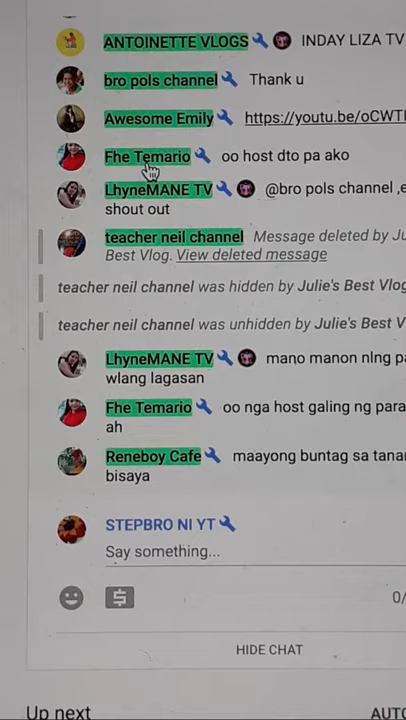 ANTOINETTE VLOGS INDAY LIZA TV
bro pols channel Thank u
Awesome Emily https://youtu.be/oCWT
Fhe Temario oo host dto pa ako
LhyneMANE TV @bro pols channel ,e
shout out
teacher neil channel Message deleted by Ju
Best Vlog. View deleted message
teacher neil channel was hidden by Julie's Best Vlog
teacher neil channel was unhidden by Julie's Best V
LhyneMANE TV mano manon nlng pa
wlang lagasan
Fhe Temario oo nga host galing ng para
ah
Reneboy Cafe maayong buntag sa tana
bisaya
STEPBRO NI YT
Say something...
0/
HIDE CHAT
Up next AUTO